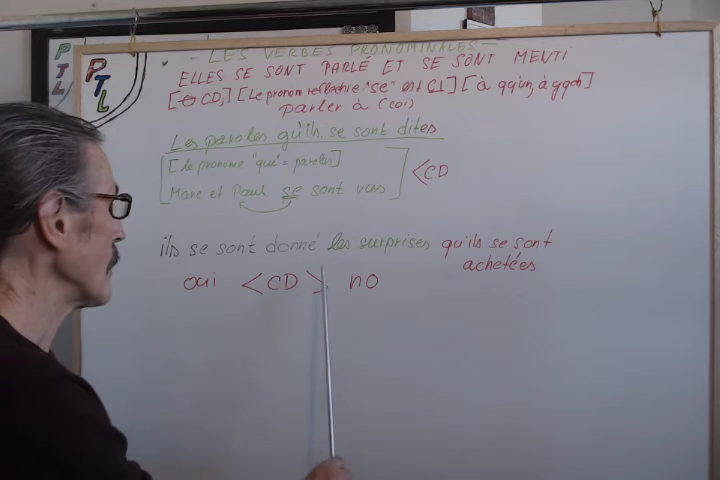 PTL
PTL
- LES VERBES PRONOMINALES -
ELLES SE SONT PARLÉ ET SE SONT MENTI
[⊖ CD,] [Le pronom réfléchie "se" est CI] [à qq'un, à qqch]
parler à (coi)
Les paroles qu'ils se sont dites
[le pronome "que" = paroles]
Marc et Paul se sont vus
<CD
ils se sont donné les surprises qu'ils se sont
achetées
oui <CD> no